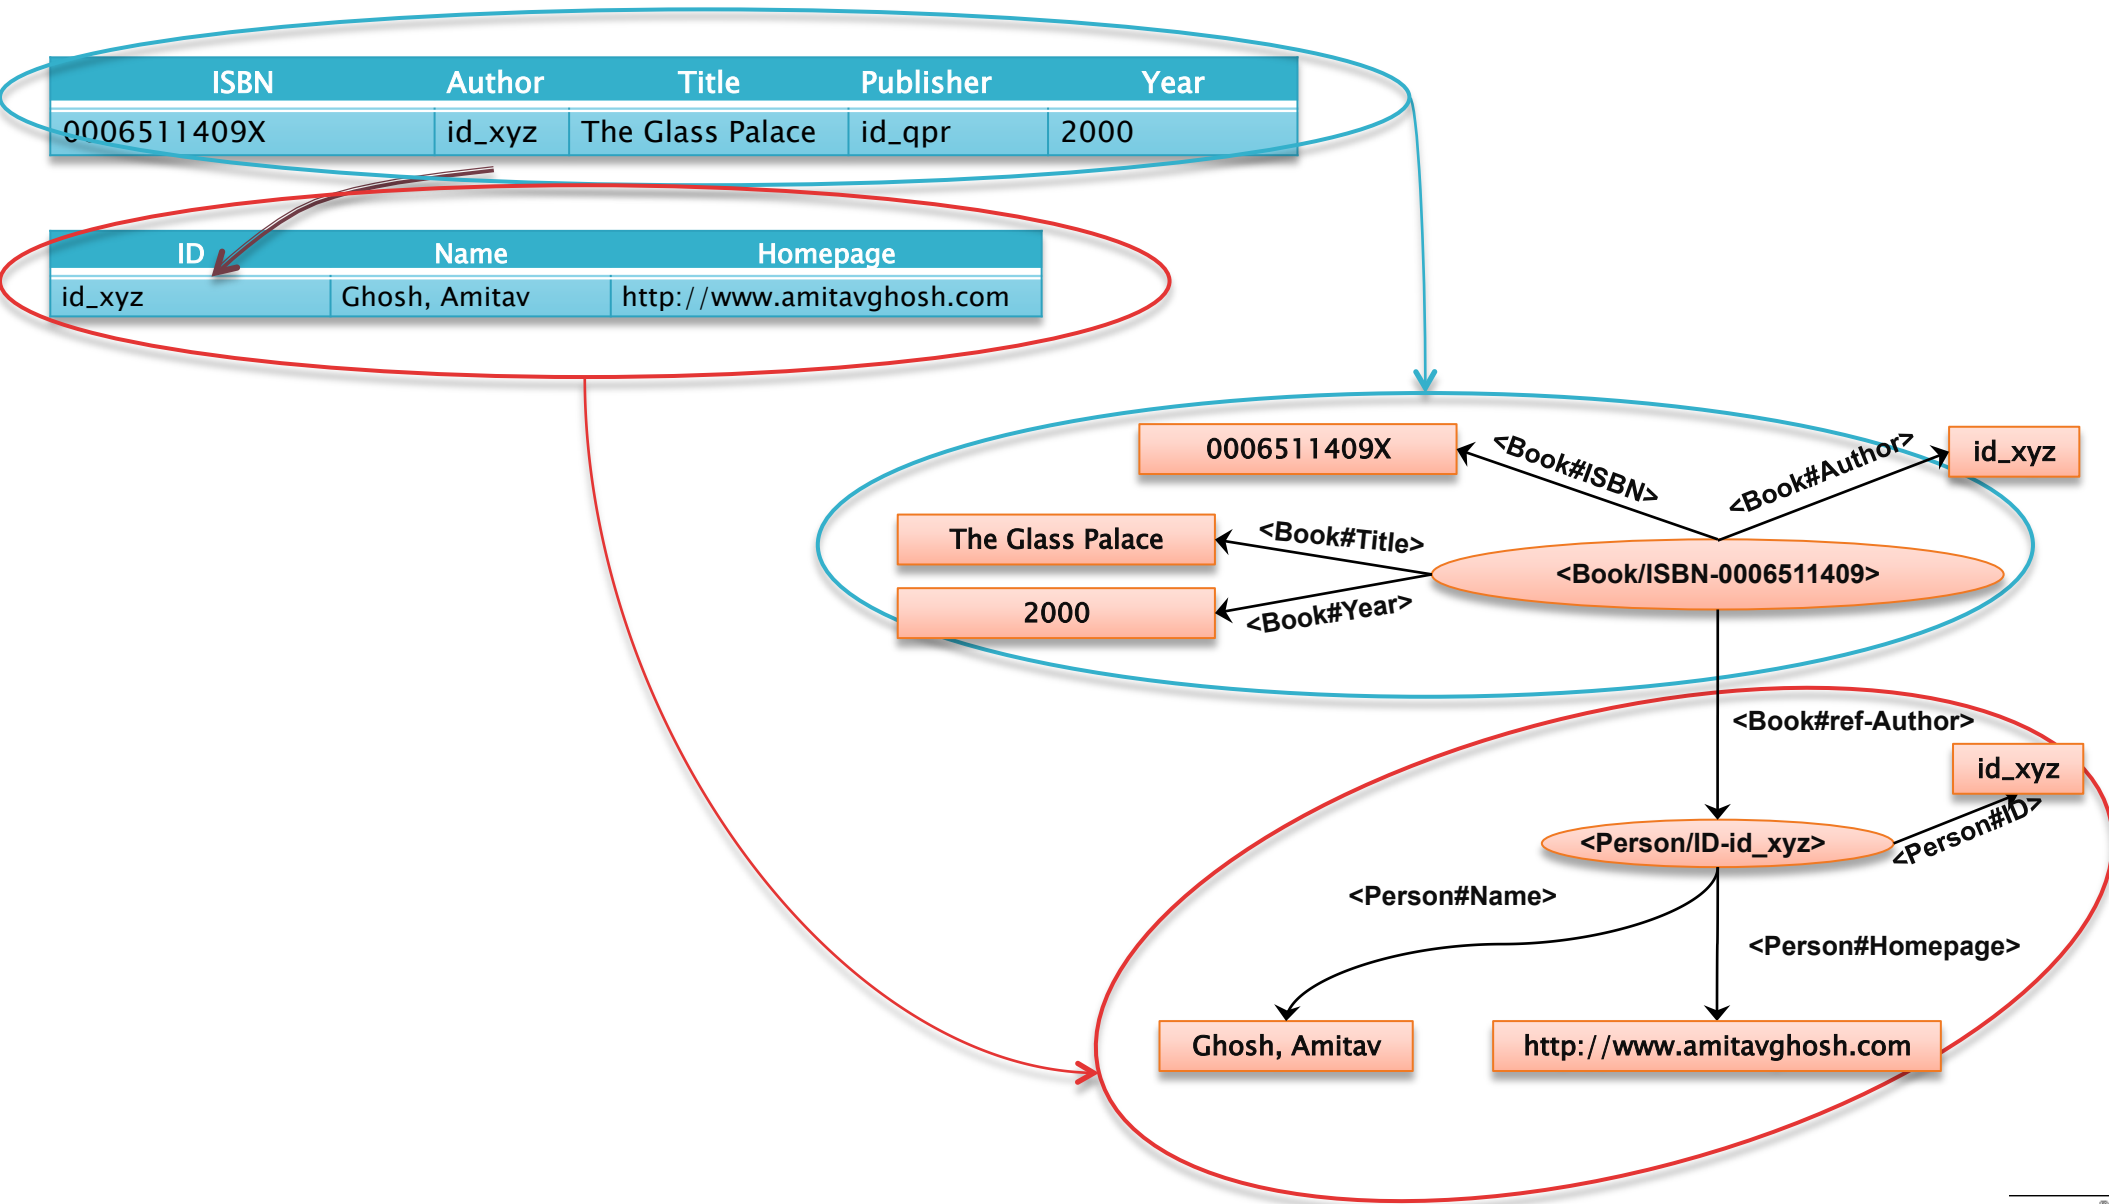 ISBN Author Title Publisher Year
0006511409X id_xyz The Glass Palace id_qpr 2000
ID Name Homepage
id_xyz Ghosh, Amitav http://www.amitavghosh.com
0006511409X <Book#ISBN> <Book#Author> id_xyz
The Glass Palace <Book#Title>
<Book/ISBN-0006511409>
2000 <Book#Year>
<Book#ref-Author>
id_xyz
<Person/ID-id_xyz> <Person#ID>
<Person#Name>
<Person#Homepage>
Ghosh, Amitav http://www.amitavghosh.com